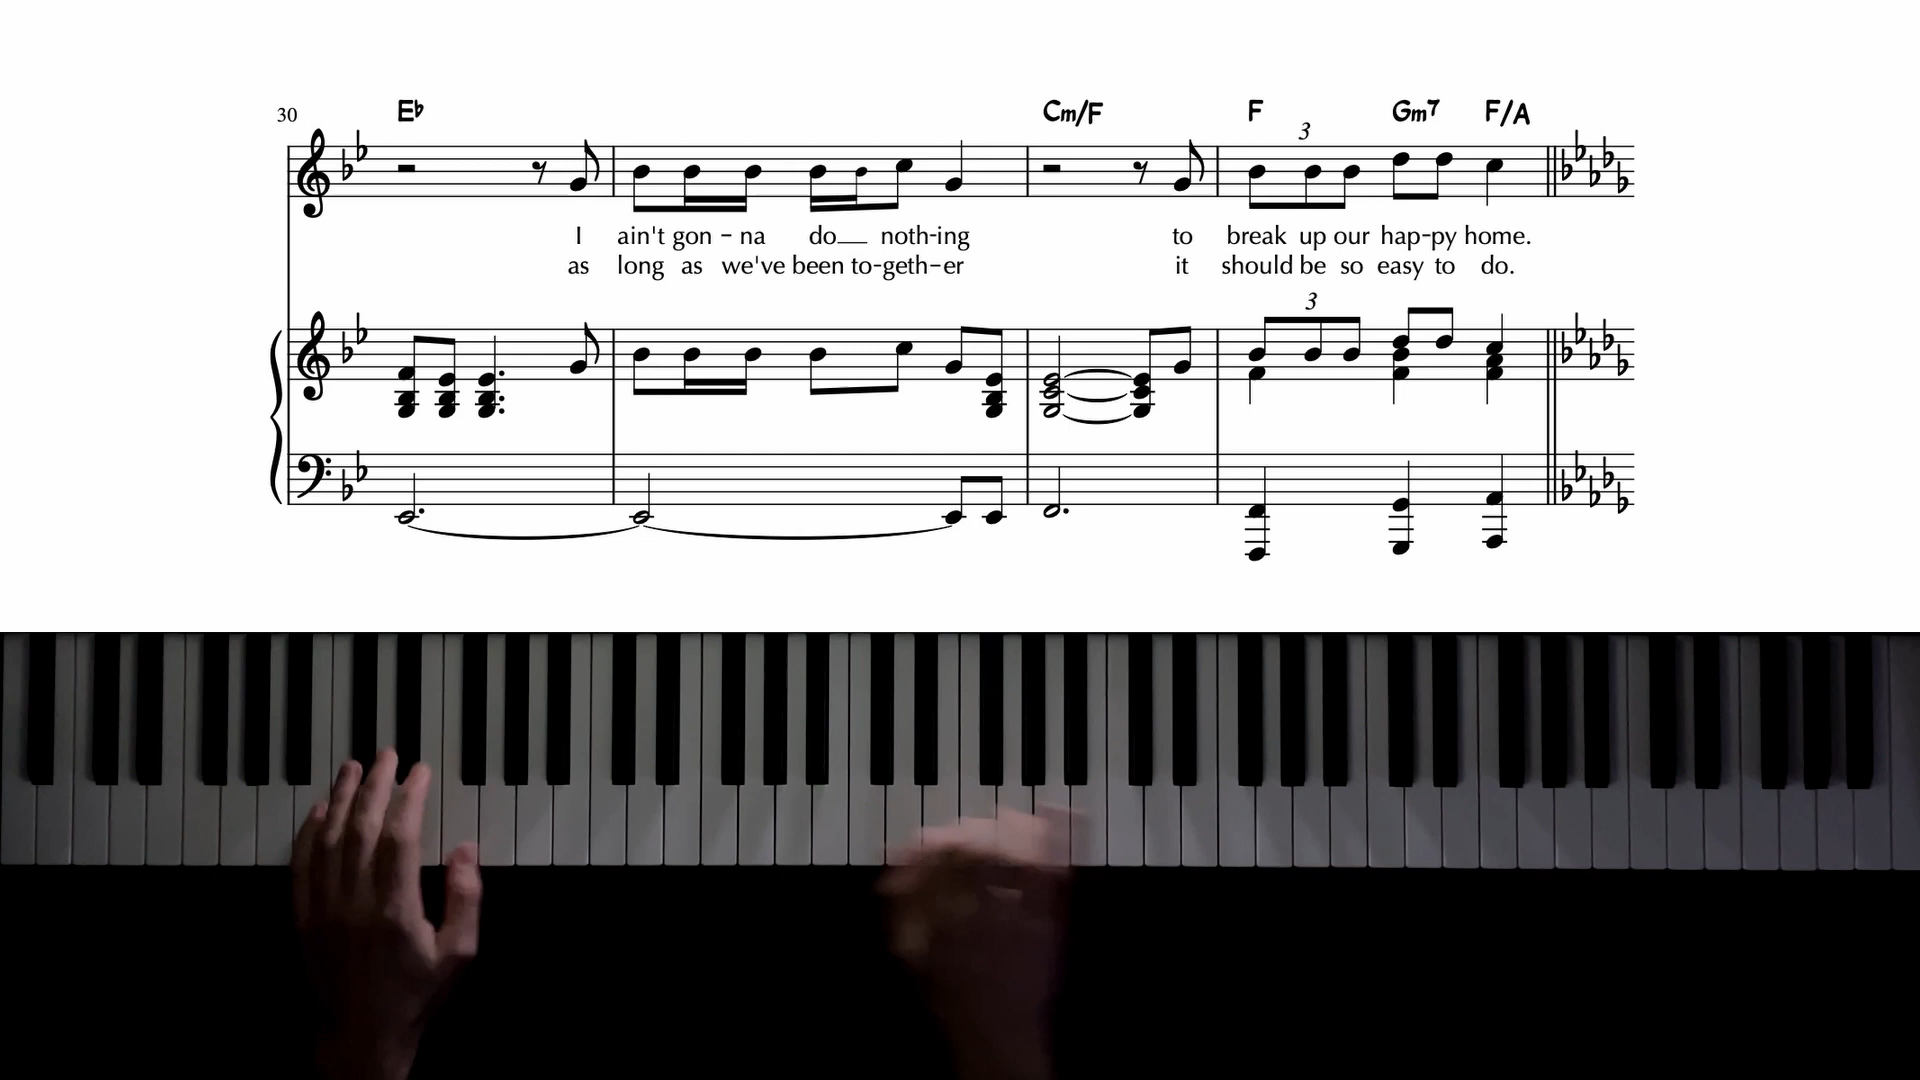 30 E♭ Cm/F F Gm7 F/A
3
I ain't gon - na do noth-ing to break up our hap-py home.
as long as we've been to-geth-er it should be so easy to do.
3